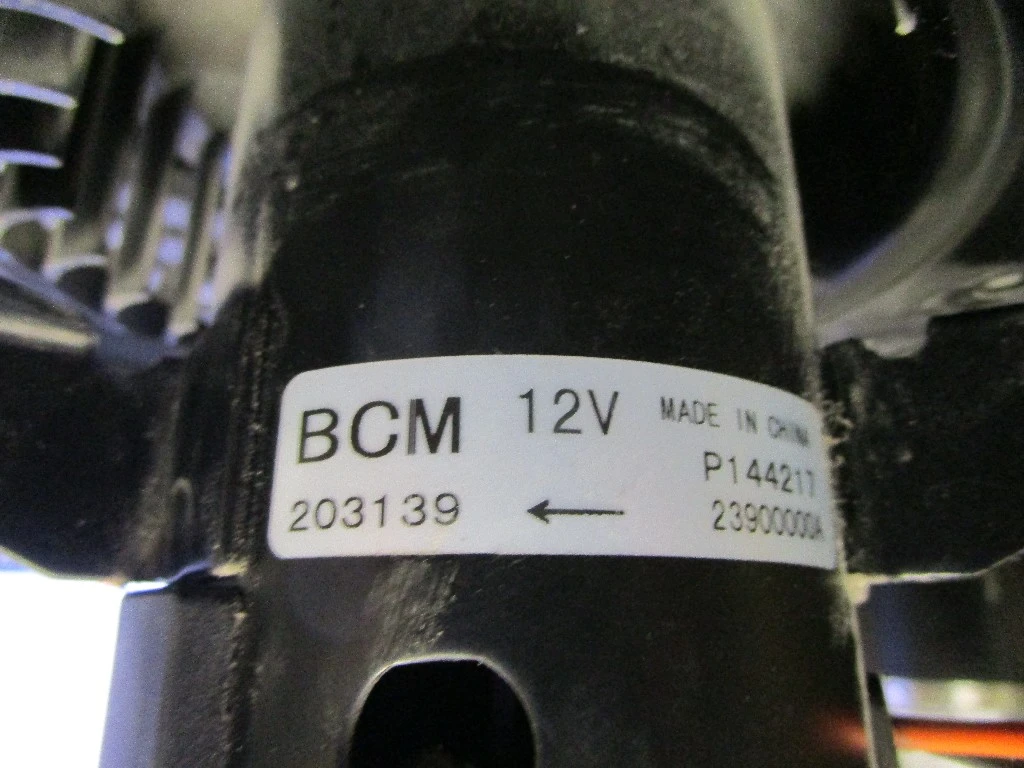 BCM 12V MADE IN CHINA
P144217
203139 ← 23900000A